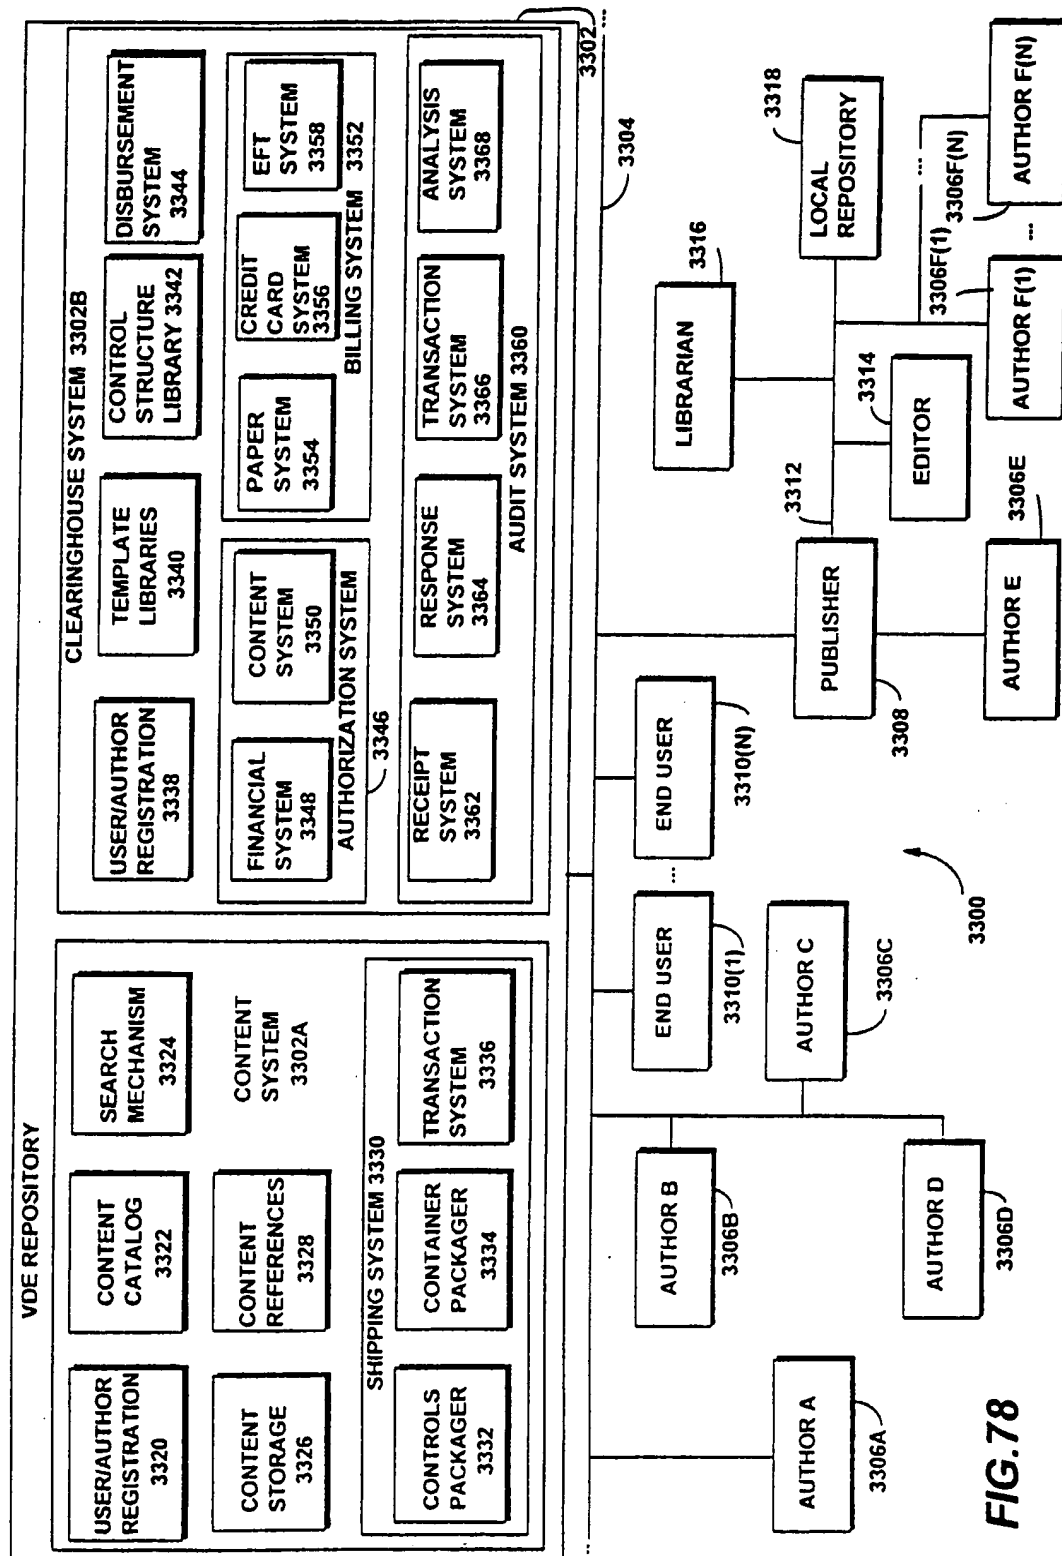 VDE REPOSITORY
3302
USER/AUTHOR
REGISTRATION
3320
CONTENT
CATALOG
3322
SEARCH
MECHANISM
3324
CONTENT
STORAGE
3326
CONTENT
REFERENCES
3328
CONTENT
SYSTEM
3302A
SHIPPING SYSTEM 3330
CONTROLS
PACKAGER
3332
CONTAINER
PACKAGER
3334
TRANSACTION
SYSTEM
3336
CLEARINGHOUSE SYSTEM 3302B
USER/AUTHOR
REGISTRATION
3338
TEMPLATE
LIBRARIES
3340
CONTROL
STRUCTURE
LIBRARY 3342
DISBURSEMENT
SYSTEM
3344
FINANCIAL
SYSTEM
3348
CONTENT
SYSTEM
3350
AUTHORIZATION SYSTEM
3346
PAPER
SYSTEM
3354
CREDIT
CARD
SYSTEM
3356
EFT
SYSTEM
3358
BILLING SYSTEM 3352
RECEIPT
SYSTEM
3362
RESPONSE
SYSTEM
3364
TRANSACTION
SYSTEM
3366
ANALYSIS
SYSTEM
3368
AUDIT SYSTEM 3360
...
...
3304
AUTHOR A
3306A
AUTHOR B
3306B
AUTHOR C
3306C
AUTHOR D
3306D
END USER
3310(1)
...
END USER
3310(N)
PUBLISHER
3308
3312
AUTHOR E
3306E
LIBRARIAN
3316
EDITOR
3314
LOCAL
REPOSITORY
3318
AUTHOR F(1)
3306F(1)
...
...
AUTHOR F(N)
3306F(N)
3300
FIG.78